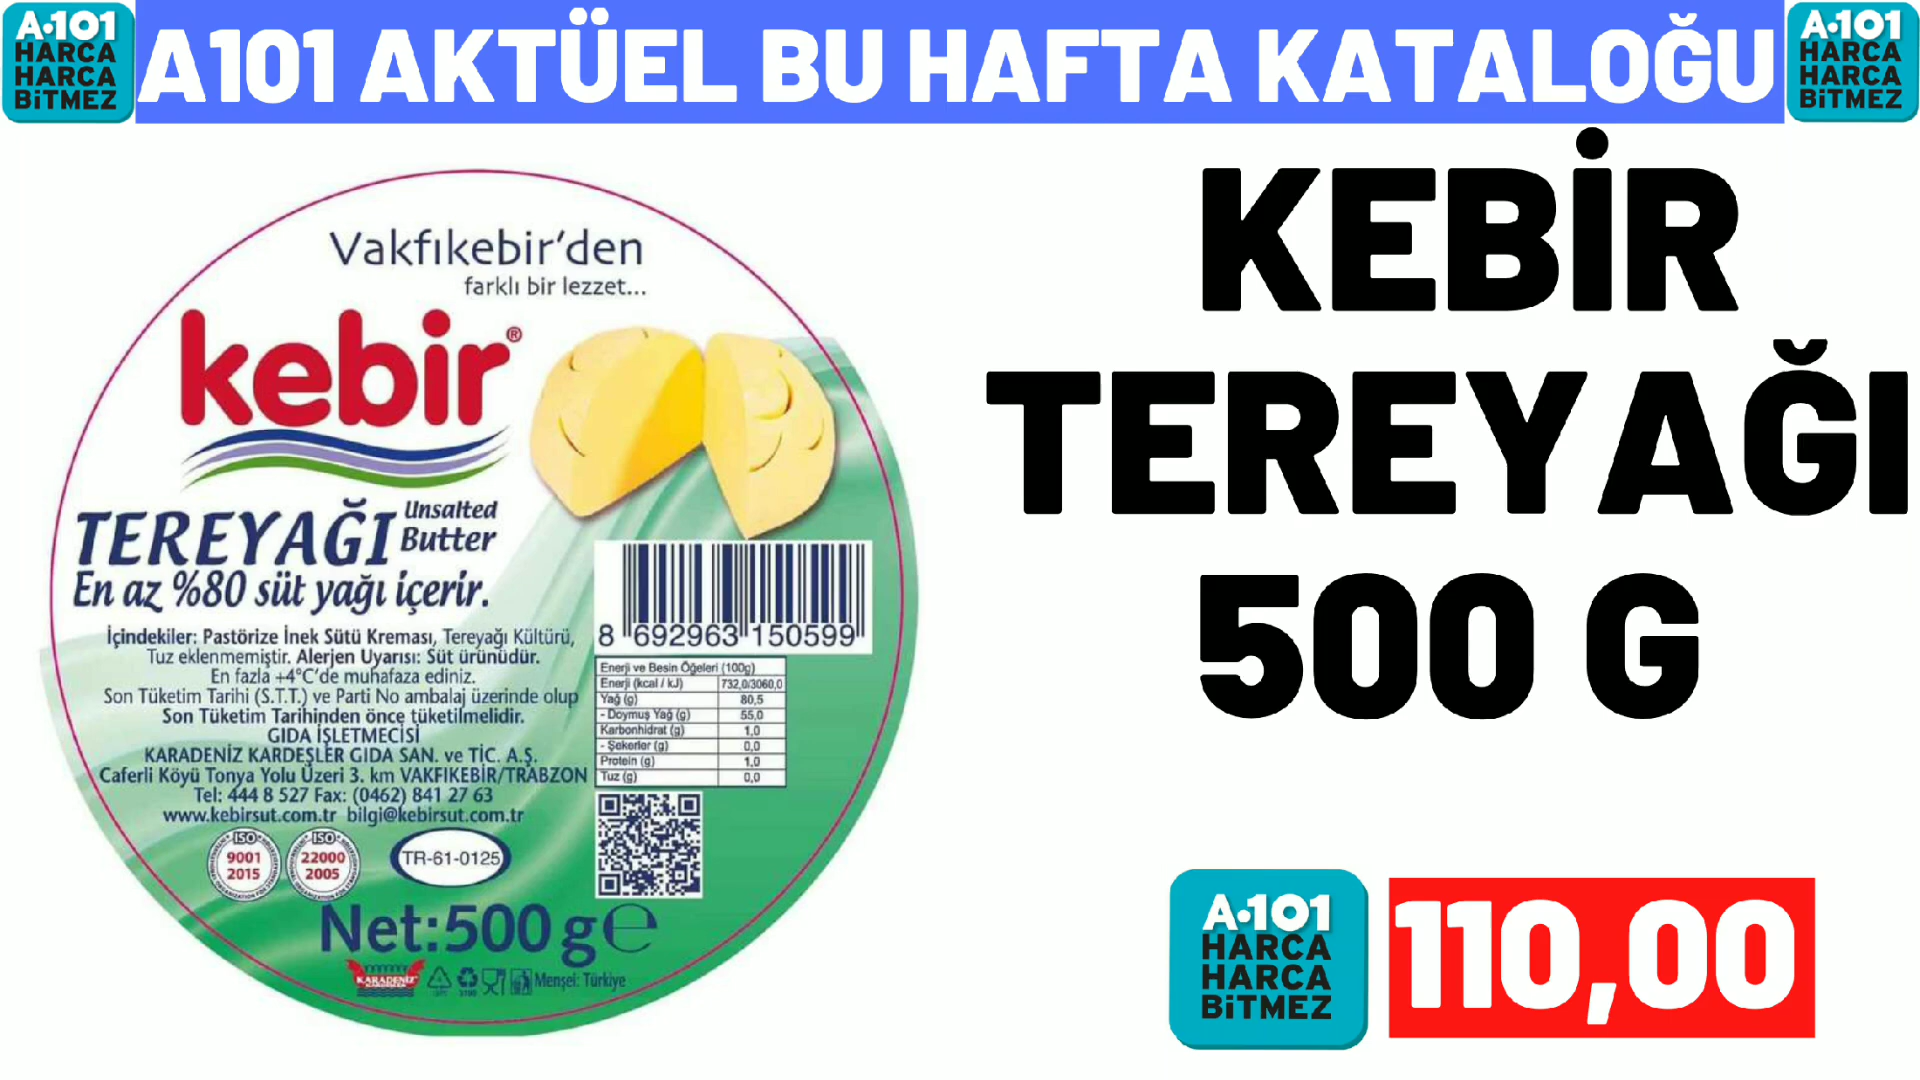 A101
HARCA
HARCA
BiTMEZ
A101 AKTÜEL BU HAFTA KATALOĞU
A101
HARCA
HARCA
BiTMEZ
Vakfıkebir'den
farklı bir lezzet...
kebir®
TEREYAĞI Unsalted
Butter
En az %80 süt yağı içerir.
İçindekiler: Pastörize İnek Sütü Kreması, Tereyağı Kültürü,
Tuz eklenmemiştir. Alerjen Uyarısı: Süt ürünüdür.
En fazla +4°C'de muhafaza ediniz.
Son Tüketim Tarihi (S.T.T.) ve Parti No ambalaj üzerinde olup
Son Tüketim Tarihinden önce tüketilmelidir.
GIDA İŞLETMECİSİ
KARADENİZ KARDEŞLER GIDA SAN. ve TİC. A.Ş.
Caferli Köyü Tonya Yolu Üzeri 3. km VAKFIKEBİR/TRABZON
Tel: 444 8 527 Fax: (0462) 841 27 63
www.kebirsut.com.tr bilgi@kebirsut.com.tr
8 692963 150599
Enerji ve Besin Öğeleri (100g)
Enerji (kcal / kJ) 732,0/3060,0
Yağ (g) 80,5
- Doymuş Yağ (g) 55,0
Karbonhidrat (g) 1,0
- Şekerler (g) 0,0
Protein (g) 1,0
Tuz (g) 0,0
ISO
9001
2015
ISO
22000
2005
TR-61-0125
Net:500 g e
KARADENİZ
Menşei: Türkiye
KEBİR
TEREYAĞI
500 G
A101
HARCA
HARCA
BiTMEZ
110,00